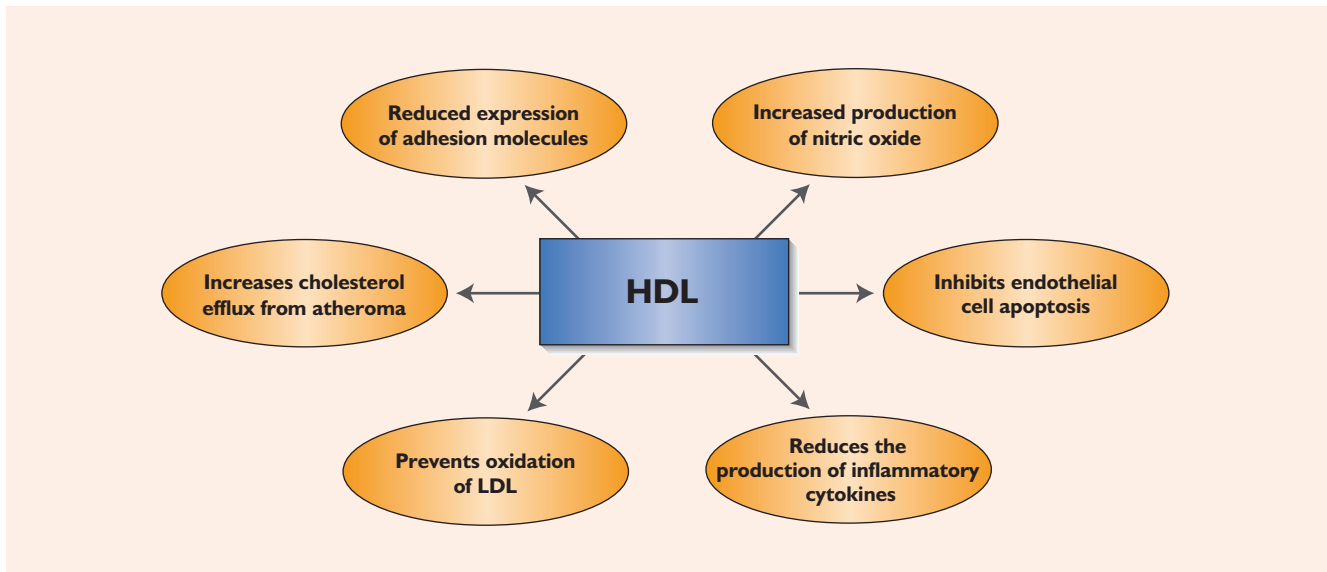 Reduced expression
of adhesion molecules
Increased production
of nitric oxide
Increases cholesterol
efflux from atheroma
HDL
Inhibits endothelial
cell apoptosis
Prevents oxidation
of LDL
Reduces the
production of inflammatory
cytokines